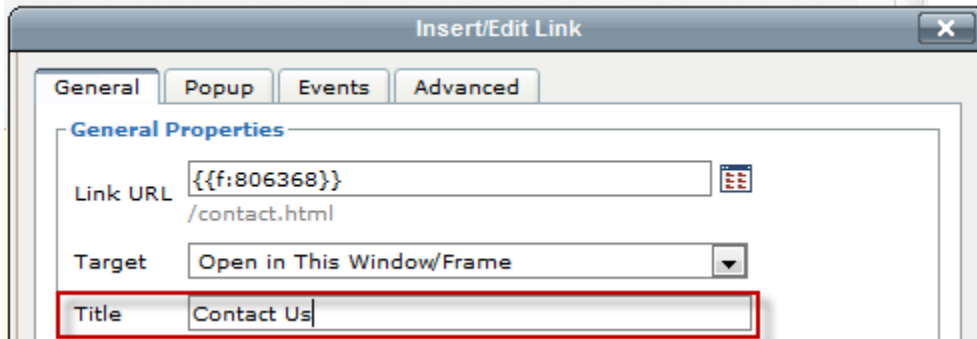 Insert/Edit Link
General Popup Events Advanced
General Properties
Link URL {{f:806368}}
/contact.html
Target Open in This Window/Frame
Title Contact Us